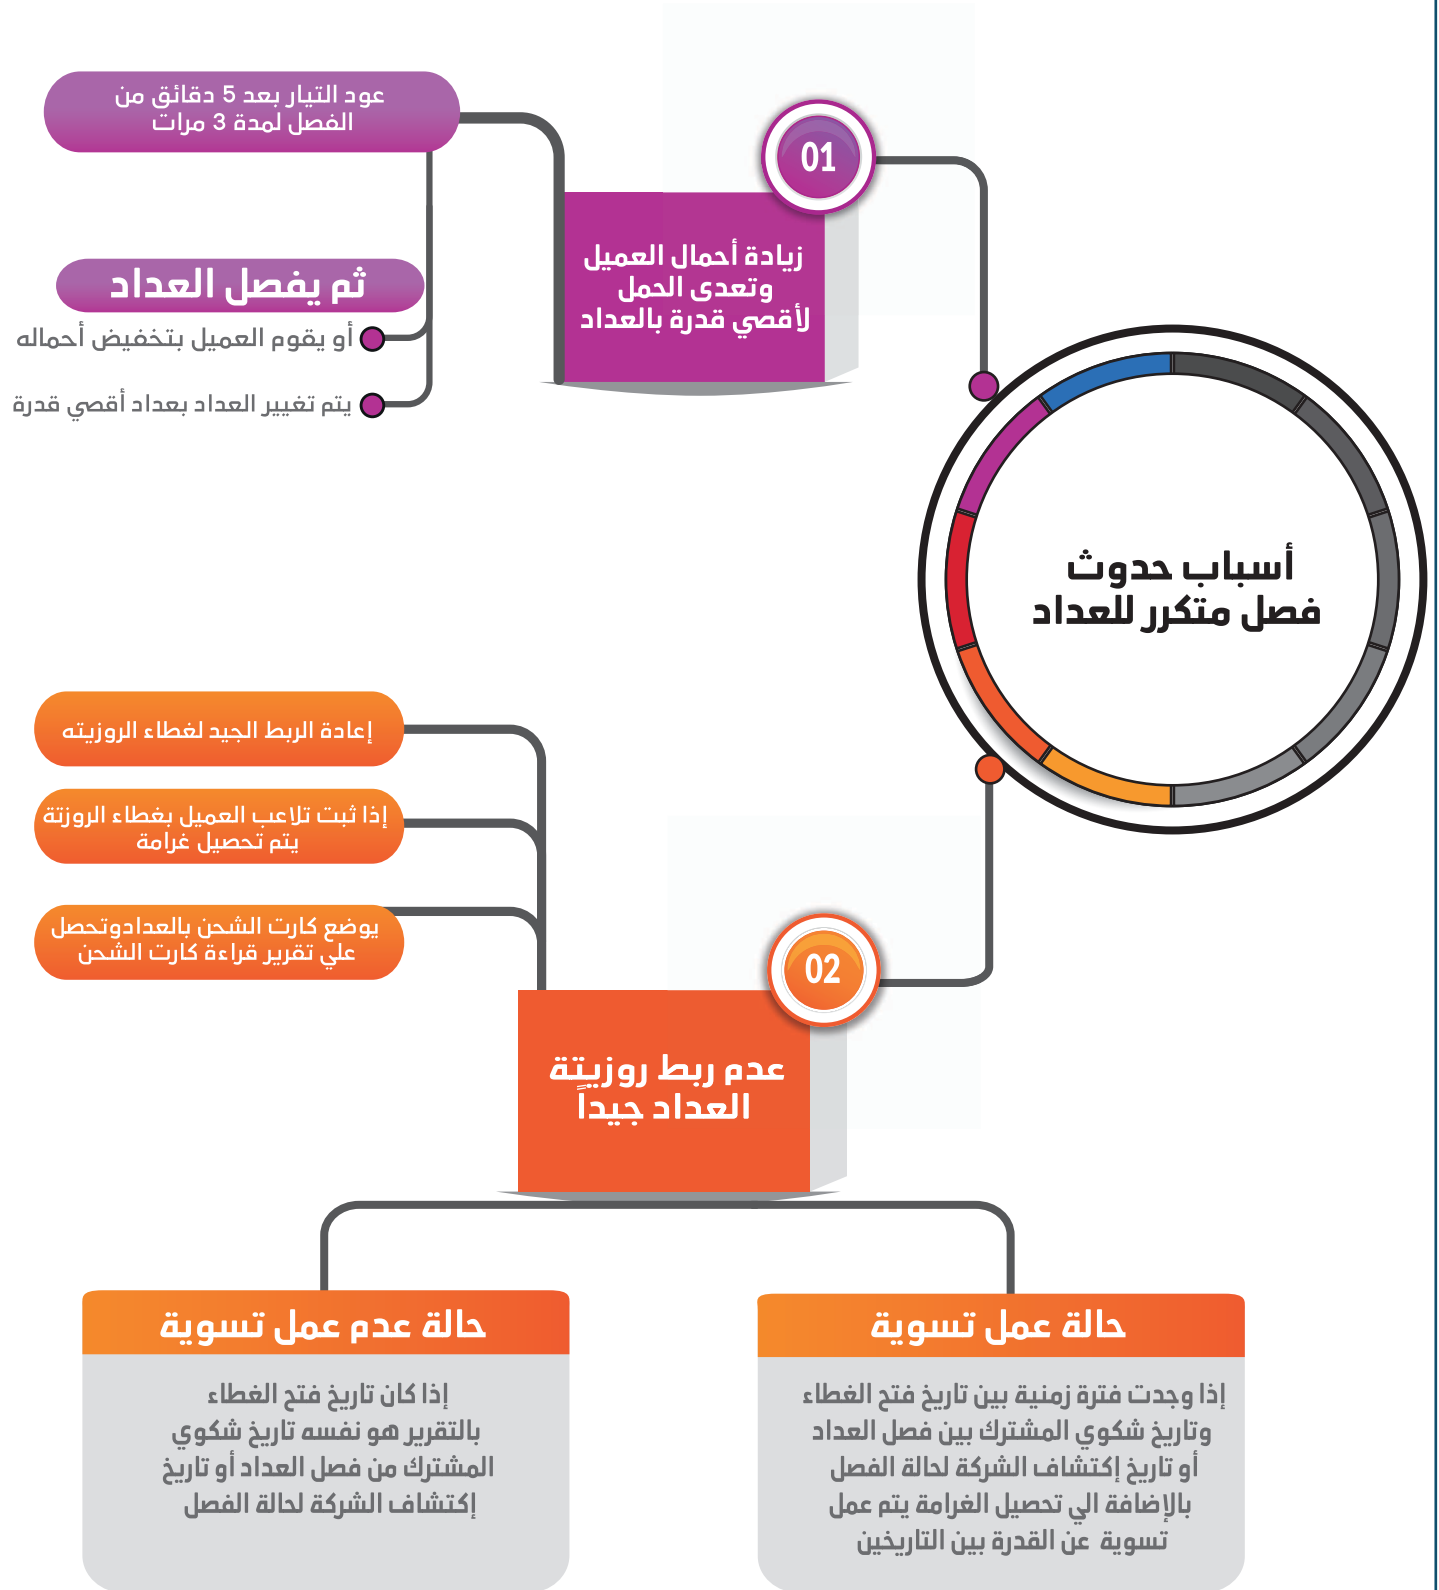 أسباب حدوث
فصل متكرر للعداد
01
زيادة أحمال العميل
وتعدى الحمل
لأقصي قدرة بالعداد
عود التيار بعد 5 دقائق من
الفصل لمدة 3 مرات
ثم يفصل العداد
أو يقوم العميل بتخفيض أحماله
يتم تغيير العداد بعداد أقصي قدرة
02
عدم ربط روزيتة
العداد جيداً
إعادة الربط الجيد لغطاء الروزيته
إذا ثبت تلاعب العميل بغطاء الروزتة
يتم تحصيل غرامة
يوضع كارت الشحن بالعدادوتحصل
علي تقرير قراءة كارت الشحن
حالة عمل تسوية
إذا وجدت فترة زمنية بين تاريخ فتح الغطاء
وتاريخ شكوي المشترك بين فصل العداد
أو تاريخ إكتشاف الشركة لحالة الفصل
بالإضافة الي تحصيل الغرامة يتم عمل
تسوية عن القدرة بين التاريخين
حالة عدم عمل تسوية
إذا كان تاريخ فتح الغطاء
بالتقرير هو نفسه تاريخ شكوي
المشترك من فصل العداد أو تاريخ
إكتشاف الشركة لحالة الفصل